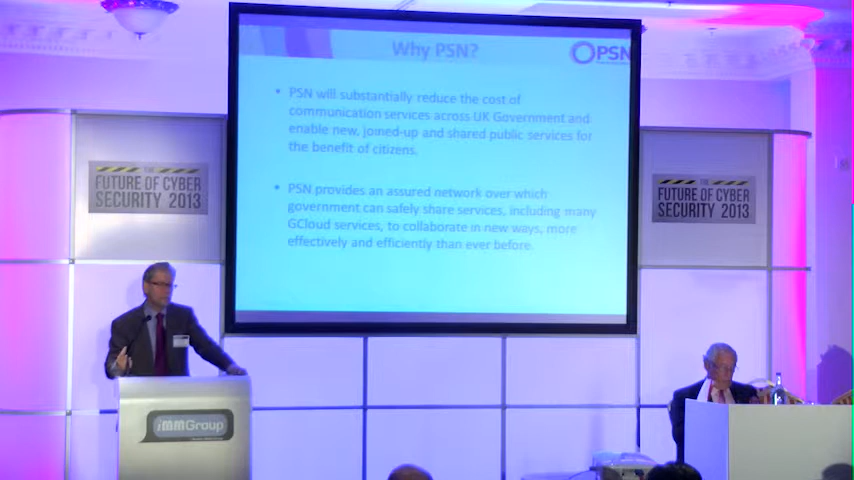 Why PSN?
PSN
• PSN will substantially reduce the cost of
communication services across UK Government and
enable new, joined-up and shared public services for
the benefit of citizens.
• PSN provides an assured network over which
government can safely share services, including many
GCloud services, to collaborate in new ways, more
effectively and efficiently than ever before.
THE
FUTURE OF CYBER
SECURITY 2013
THE
FUTURE OF CYBER
SECURITY 2013
iMMGroup